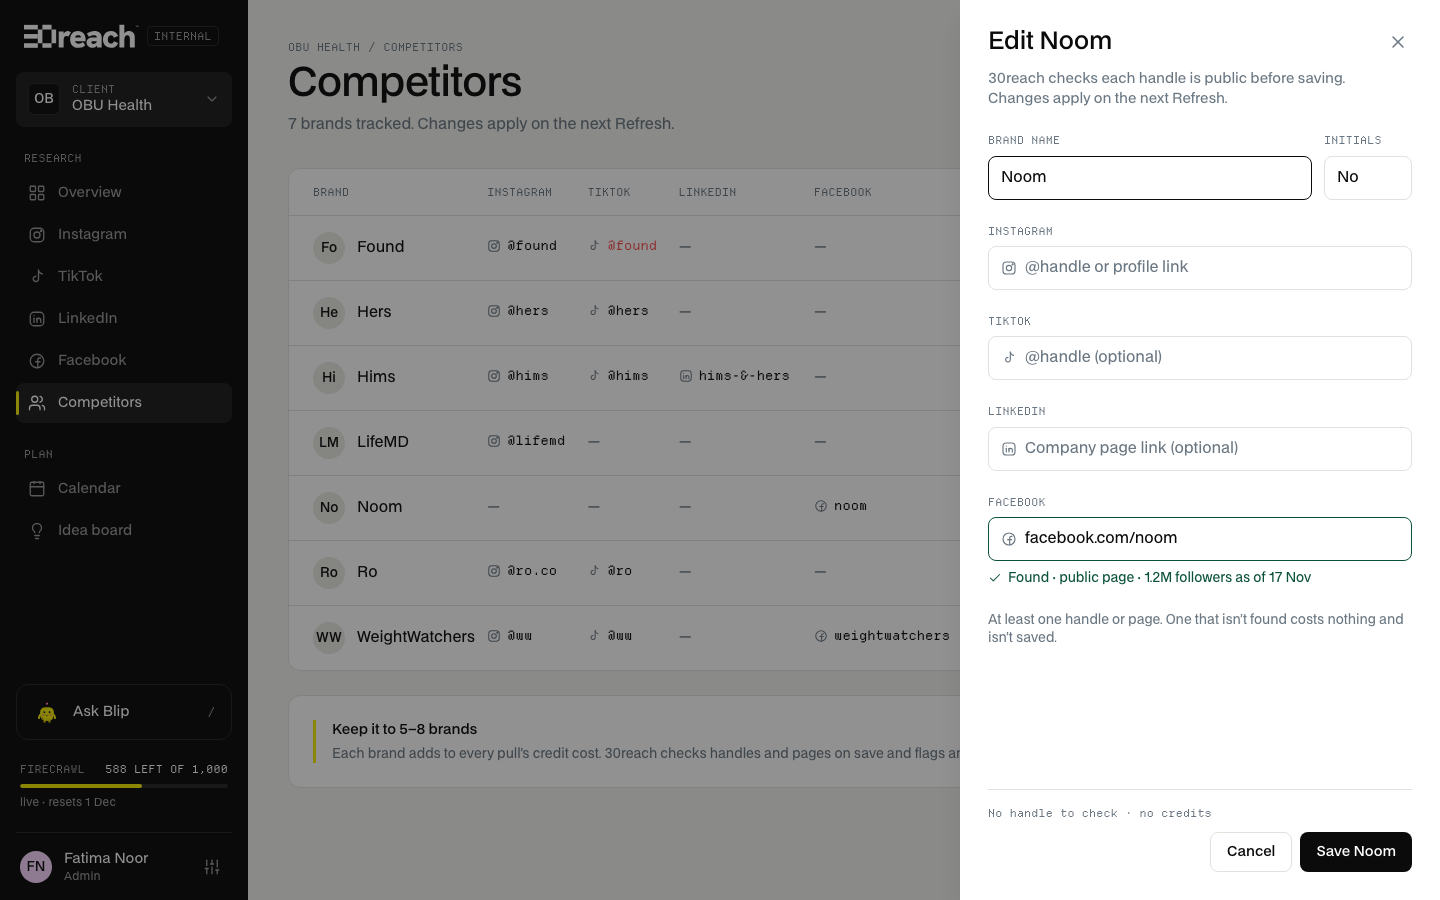 30reach INTERNAL
OB
CLIENT
OBU Health
RESEARCH
Overview
Instagram
TikTok
LinkedIn
Facebook
Competitors
PLAN
Calendar
Idea board
Ask Blip /
FIRECRAWL 588 LEFT OF 1,000
live · resets 1 Dec
FN
Fatima Noor
Admin
OBU HEALTH / COMPETITORS
Competitors
7 brands tracked. Changes apply on the next Refresh.
BRAND INSTAGRAM TIKTOK LINKEDIN FACEBOOK
Fo Found @found @found — —
He Hers @hers @hers — —
Hi Hims @hims @hims hims-&-hers —
LM LifeMD @lifemd — — —
No Noom — — — noom
Ro Ro @ro.co @ro — —
WW WeightWatchers @ww @ww — weightwatchers
Keep it to 5–8 brands
Each brand adds to every pull's credit cost. 30reach checks handles and pages on save and flags
Edit Noom
30reach checks each handle is public before saving.
Changes apply on the next Refresh.
BRAND NAME INITIALS
Noom No
INSTAGRAM
@handle or profile link
TIKTOK
@handle (optional)
LINKEDIN
Company page link (optional)
FACEBOOK
facebook.com/noom
Found · public page · 1.2M followers as of 17 Nov
At least one handle or page. One that isn't found costs nothing and
isn't saved.
No handle to check · no credits
Cancel Save Noom